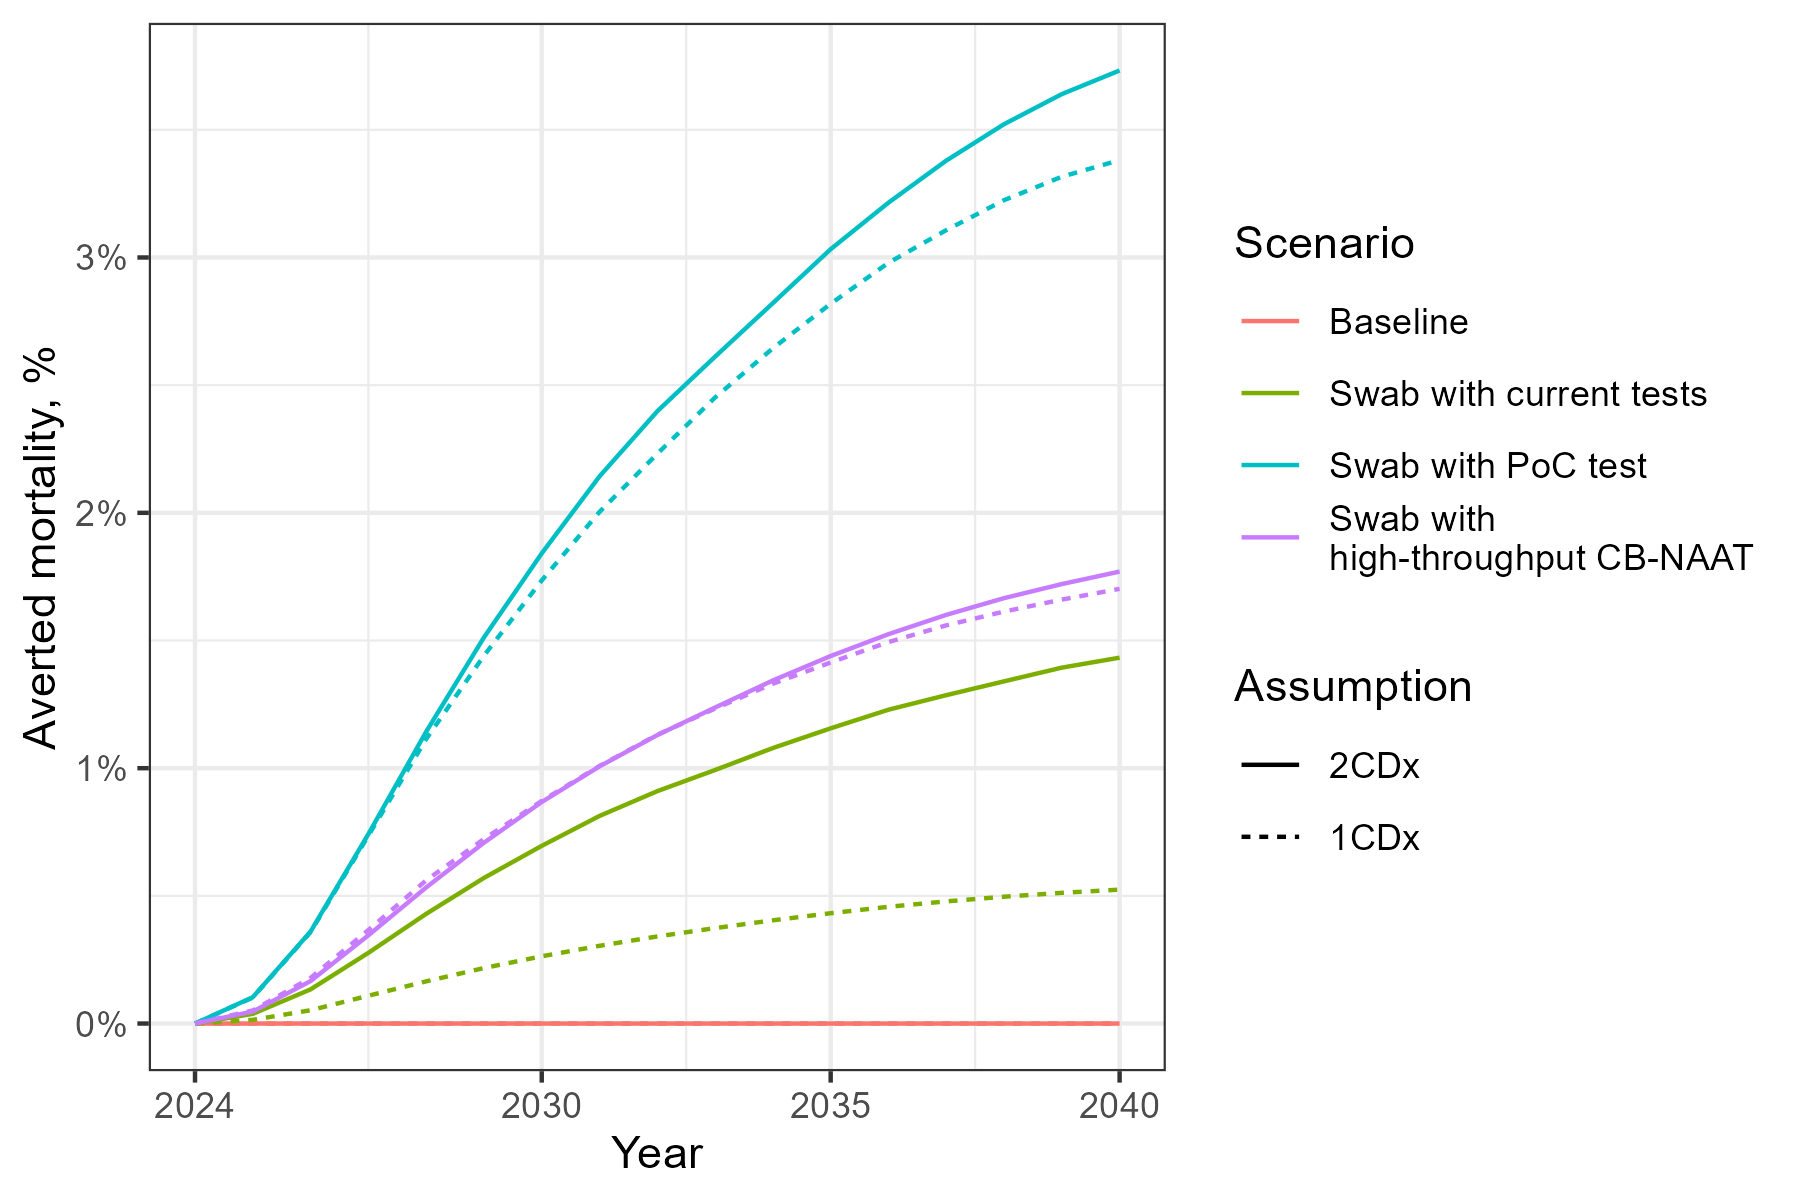 Averted mortality, %
3%
2%
1%
0%
2024
2030
2035
2040
Year
Scenario
Baseline
Swab with current tests
Swab with PoC test
Swab with
high-throughput CB-NAAT
Assumption
2CDx
1CDx